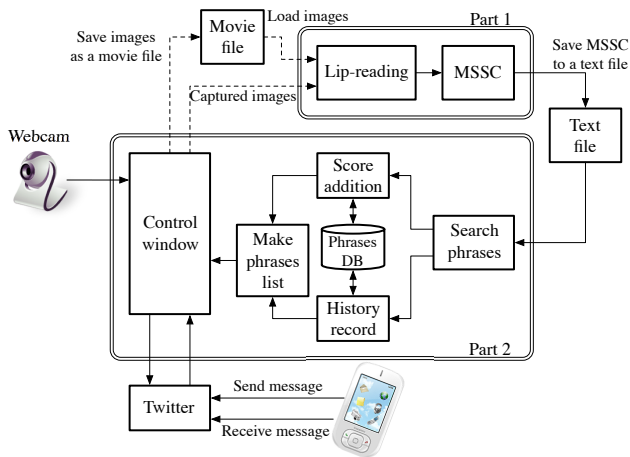 Save images
as a movie file
Movie
file
Load images
Captured images
Part 1
Lip-reading
MSSC
Save MSSC
to a text file
Text
file
Webcam
Control
window
Score
addition
Make
phrases
list
Phrases
DB
Search
phrases
History
record
Part 2
Twitter
Send message
Receive message